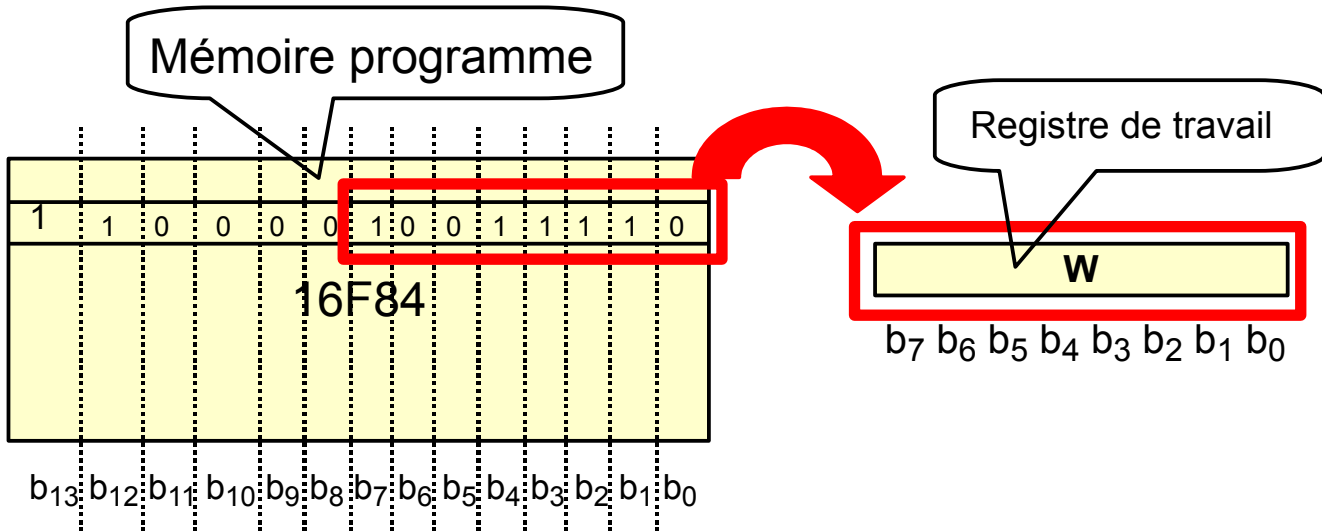 Mémoire programme
Registre de travail
1 1 0 0 0 0 1 0 0 1 1 1 1 0
16F84
W
b7 b6 b5 b4 b3 b2 b1 b0
b13 b12 b11 b10 b9 b8 b7 b6 b5 b4 b3 b2 b1 b0